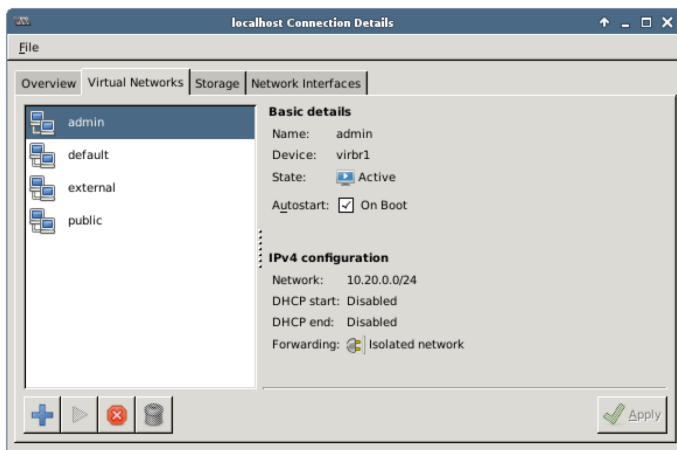 localhost Connection Details
File
Overview Virtual Networks Storage Network Interfaces
admin
default
external
public
Basic details
Name: admin
Device: virbr1
State: Active
Autostart: On Boot
IPv4 configuration
Network: 10.20.0.0/24
DHCP start: Disabled
DHCP end: Disabled
Forwarding: Isolated network
Apply